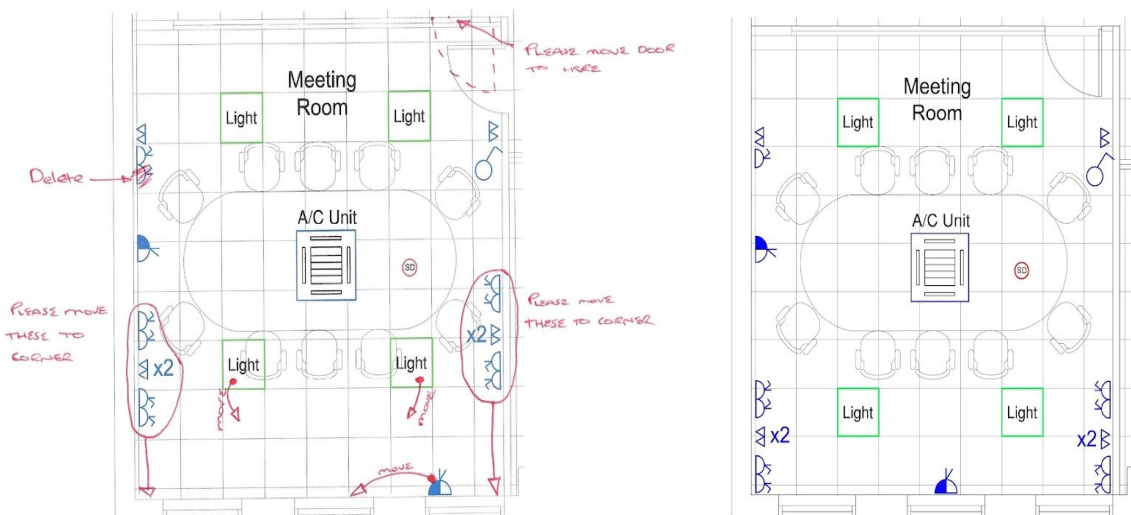 PLEASE MOVE DOOR
TO HERE
Meeting
Room
Light
Light
Delete
A/C Unit
SD
PLEASE MOVE
THESE TO
CORNER
x2
Light
MOVE
Light
MOVE
PLEASE MOVE
THESE TO CORNER
x2
MOVE
Meeting
Room
Light
Light
A/C Unit
SD
Light
Light
x2
x2